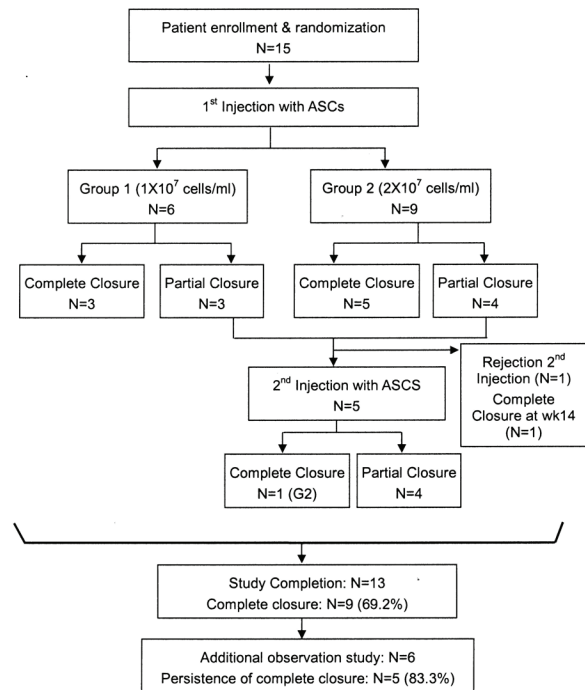 Patient enrollment & randomization
N=15
1st Injection with ASCs
Group 1 (1X10^7 cells/ml)
N=6
Group 2 (2X10^7 cells/ml)
N=9
Complete Closure
N=3
Partial Closure
N=3
Complete Closure
N=5
Partial Closure
N=4
Rejection 2nd
Injection (N=1)
Complete
Closure at wk14
(N=1)
2nd Injection with ASCS
N=5
Complete Closure
N=1 (G2)
Partial Closure
N=4
Study Completion: N=13
Complete closure: N=9 (69.2%)
Additional observation study: N=6
Persistence of complete closure: N=5 (83.3%)